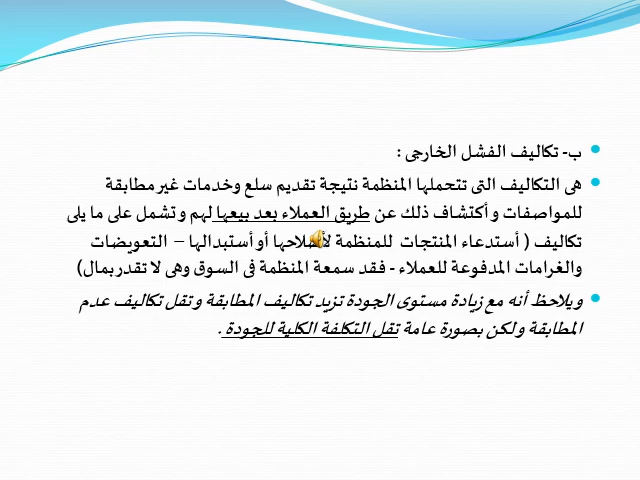 ب- تكاليف الفشل الخارجى :
هى التكاليف التى تتحملها المنظمة نتيجة تقديم سلع وخدمات غير مطابقة
للمواصفات وأكتشاف ذلك عن طريق العملاء بعد بيعها لهم وتشمل على ما يلى
تكاليف ( أستدعاء المنتجات للمنظمة لأصلاحها أو أستبدالها – التعويضات
والغرامات المدفوعة للعملاء - فقد سمعة المنظمة فى السوق وهى لا تقدر بمال)
ويلاحظ أنه مع زيادة مستوى الجودة تزيد تكاليف المطابقة وتقل تكاليف عدم
المطابقة ولكن بصورة عامة تقل التكلفة الكلية للجودة .